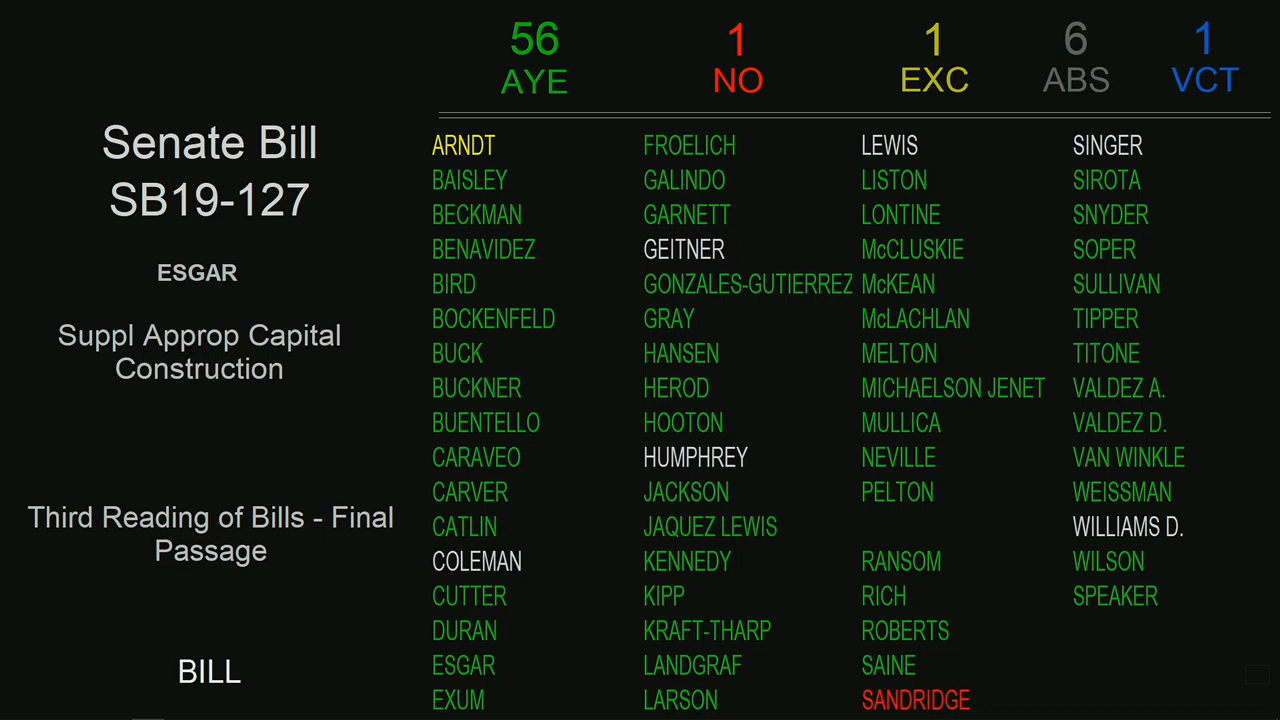 56 1 1 6 1
AYE NO EXC ABS VCT
Senate Bill
SB19-127
ESGAR
Suppl Approp Capital
Construction
Third Reading of Bills - Final
Passage
BILL
ARNDT FROELICH LEWIS SINGER
BAISLEY GALINDO LISTON SIROTA
BECKMAN GARNETT LONTINE SNYDER
BENAVIDEZ GEITNER McCLUSKIE SOPER
BIRD GONZALES-GUTIERREZ McKEAN SULLIVAN
BOCKENFELD GRAY McLACHLAN TIPPER
BUCK HANSEN MELTON TITONE
BUCKNER HEROD MICHAELSON JENET VALDEZ A.
BUENTELLO HOOTON MULLICA VALDEZ D.
CARAVEO HUMPHREY NEVILLE VAN WINKLE
CARVER JACKSON PELTON WEISSMAN
CATLIN JAQUEZ LEWIS WILLIAMS D.
COLEMAN KENNEDY RANSOM WILSON
CUTTER KIPP RICH SPEAKER
DURAN KRAFT-THARP ROBERTS
ESGAR LANDGRAF SAINE
EXUM LARSON SANDRIDGE